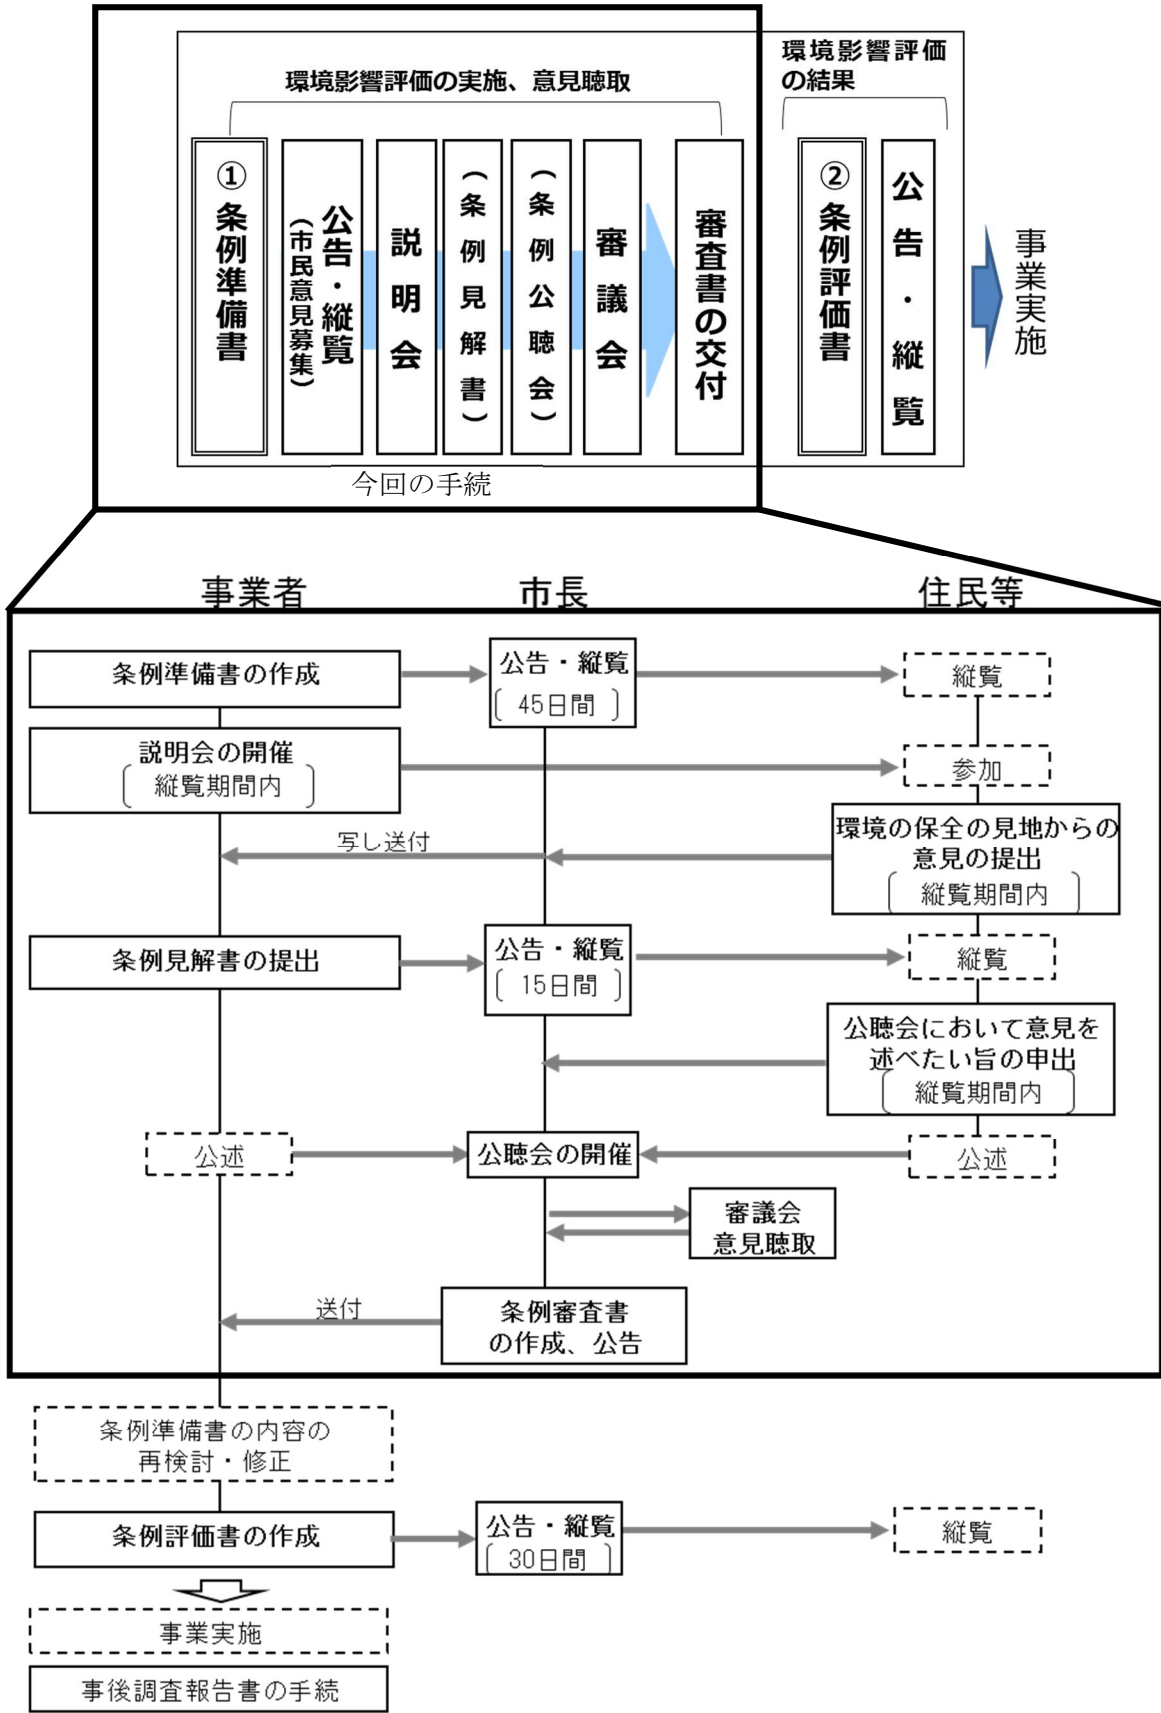 環境影響評価の実施、意見聴取
環境影響評価
の結果
①条例準備書
公告・縦覧
(市民意見募集)
説明会
(条例見解書)
(条例公聴会)
審議会
審査書の交付
②条例評価書
公告・縦覧
事業実施
今回の手続
事業者
市長
住民等
条例準備書の作成
公告・縦覧
〔45日間〕
縦覧
説明会の開催
〔縦覧期間内〕
参加
環境の保全の見地からの
意見の提出
〔縦覧期間内〕
写し送付
条例見解書の提出
公告・縦覧
〔15日間〕
縦覧
公聴会において意見を
述べたい旨の申出
〔縦覧期間内〕
公述
公聴会の開催
公述
審議会
意見聴取
送付
条例審査書
の作成、公告
条例準備書の内容の
再検討・修正
条例評価書の作成
公告・縦覧
〔30日間〕
縦覧
事業実施
事後調査報告書の手続